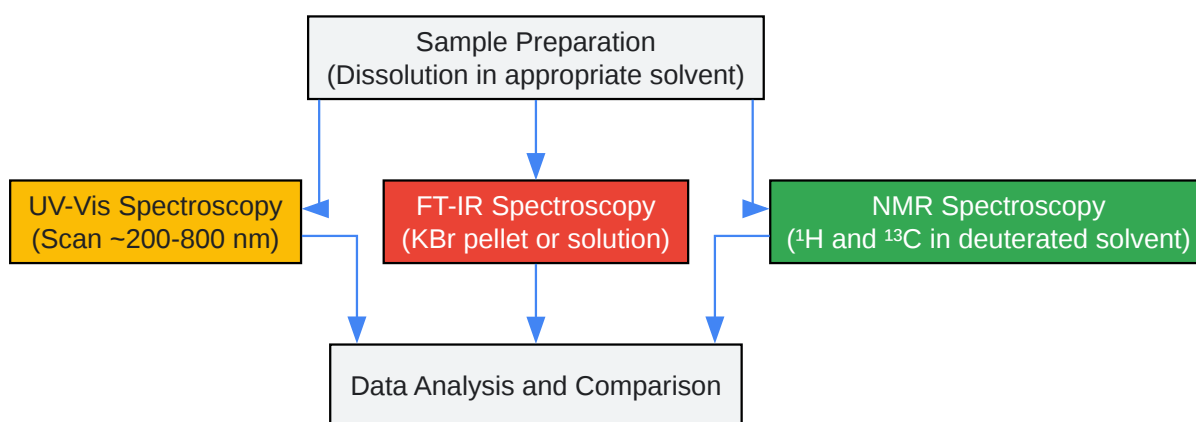 Sample Preparation
(Dissolution in appropriate solvent)
UV-Vis Spectroscopy
(Scan ~200-800 nm)
FT-IR Spectroscopy
(KBr pellet or solution)
NMR Spectroscopy
(¹H and ¹³C in deuterated solvent)
Data Analysis and Comparison